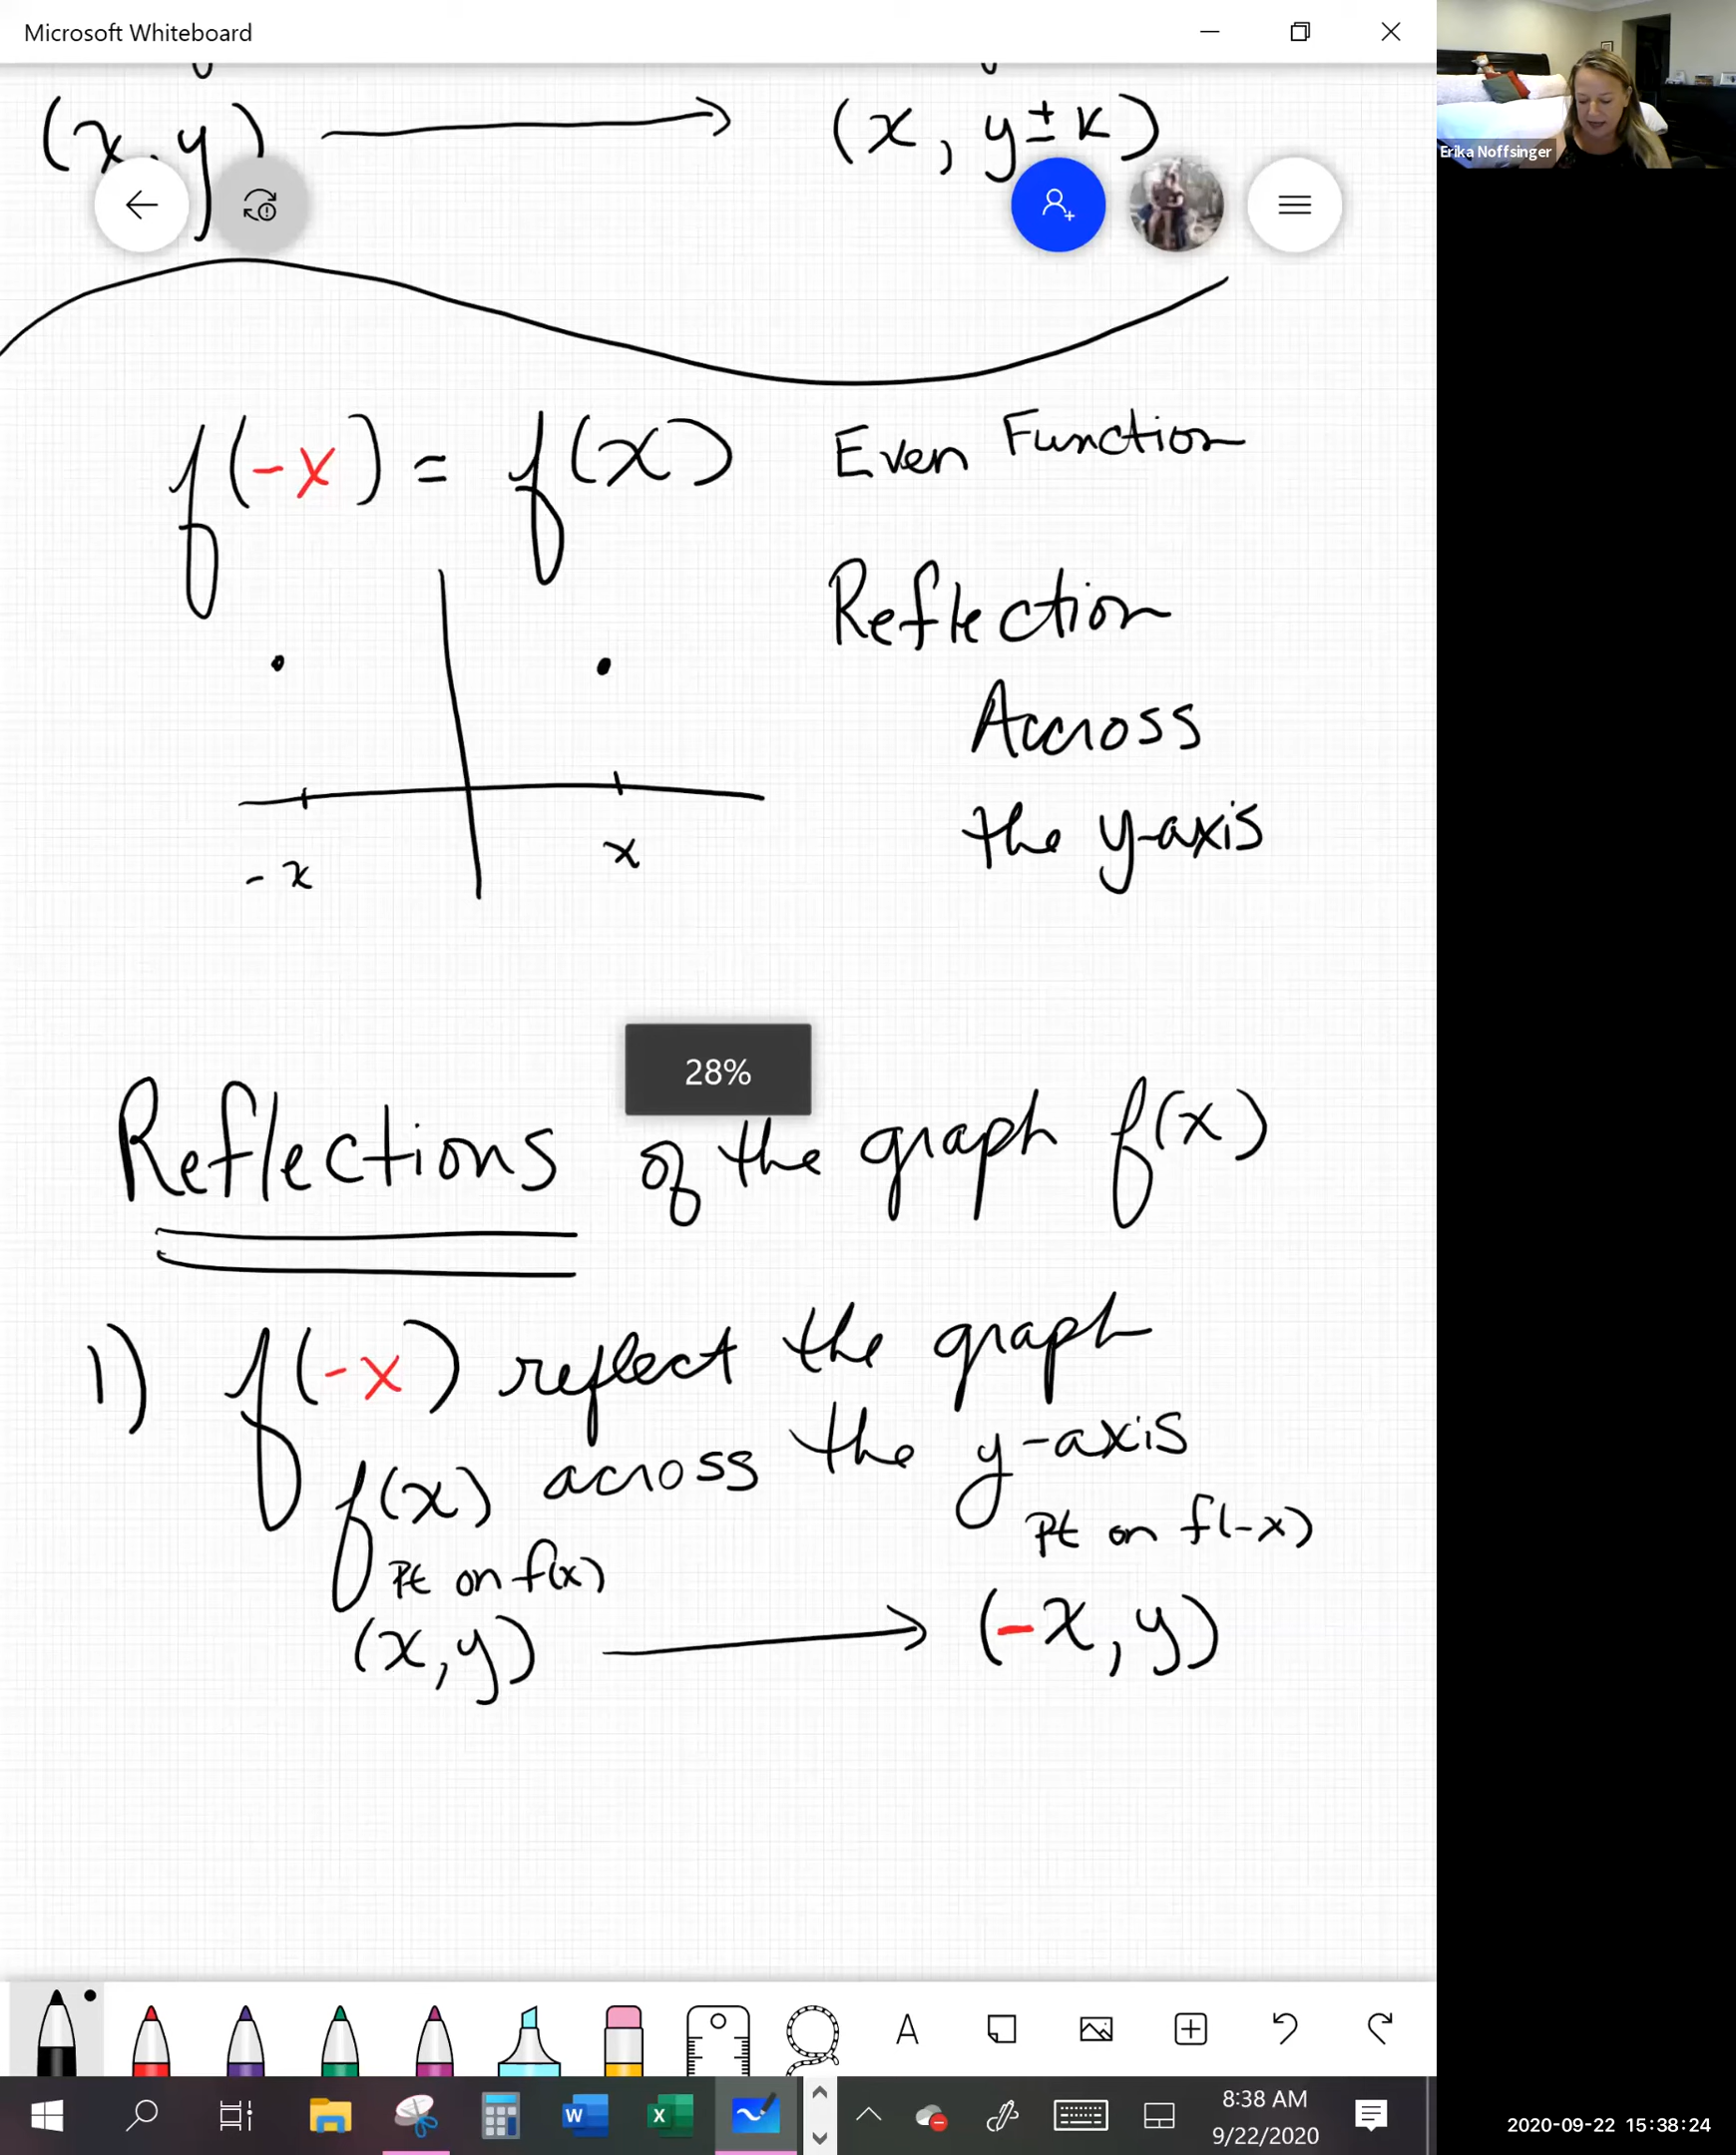 Microsoft Whiteboard
Erika Noffsinger
(x, y) → (x, y ± k)
f(-x) = f(x) Even Function
Reflection
Across
the y-axis
-x x
28%
Reflections of the graph f(x)
1) f(-x) reflect the graph
f(x) across the y-axis
Pt on f(x) Pt on f(-x)
(x, y) → (-x, y)
A
W
X
8:38 AM
9/22/2020
2020-09-22 15:38:24